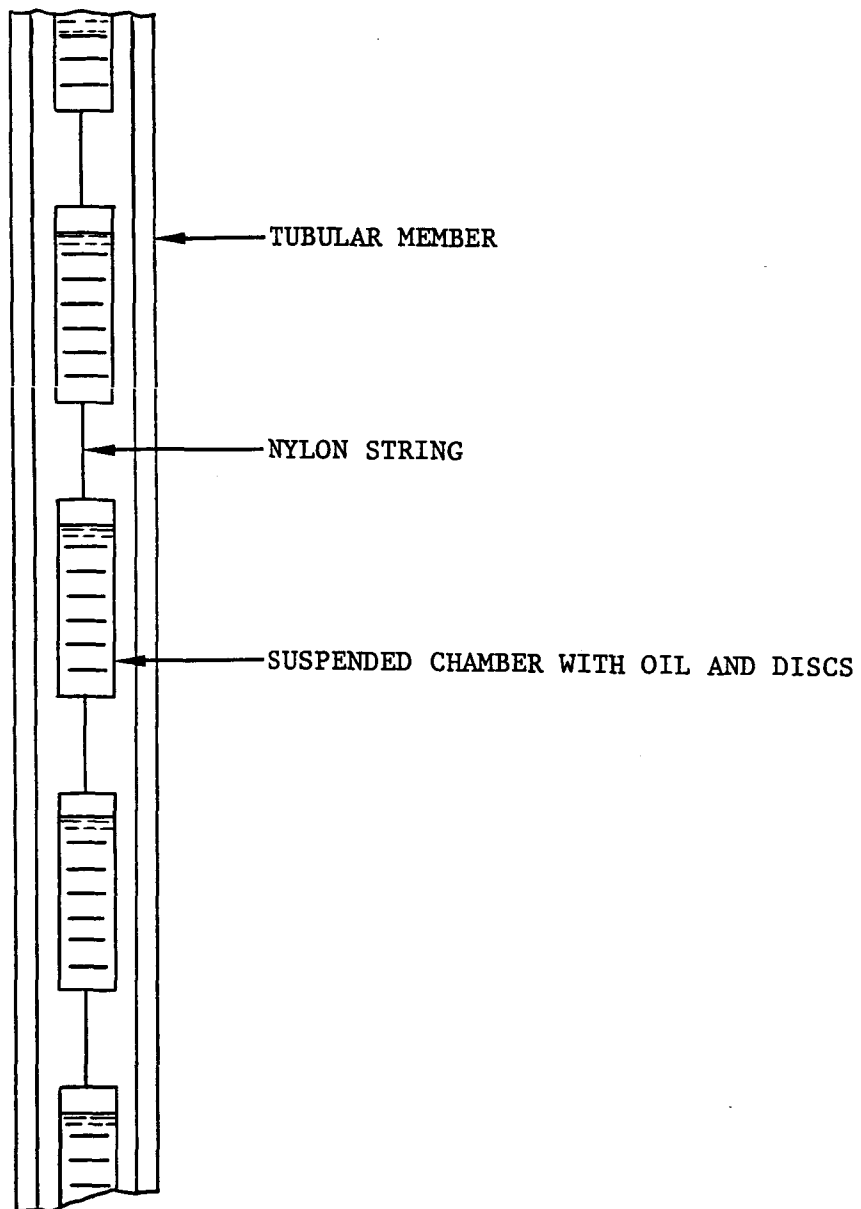 TUBULAR MEMBER
NYLON STRING
SUSPENDED CHAMBER WITH OIL AND DISCS